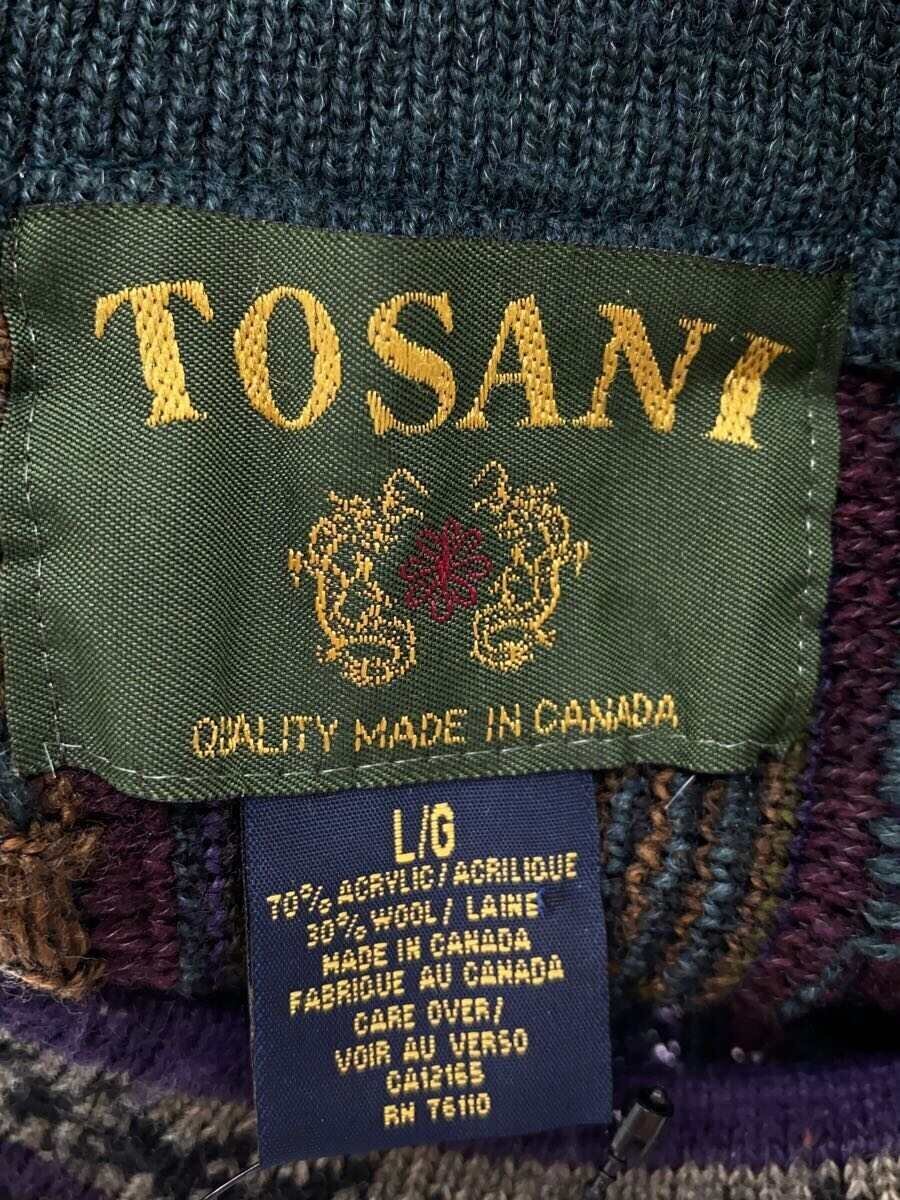 TOSANI
QUALITY MADE IN CANADA
L/G
70% ACRYLIC/ACRILIQUE
30% WOOL/ LAINE
MADE IN CANADA
FABRIQUE AU CANADA
CARE OVER/
VOIR AU VERSO
CA12165
RN 76110